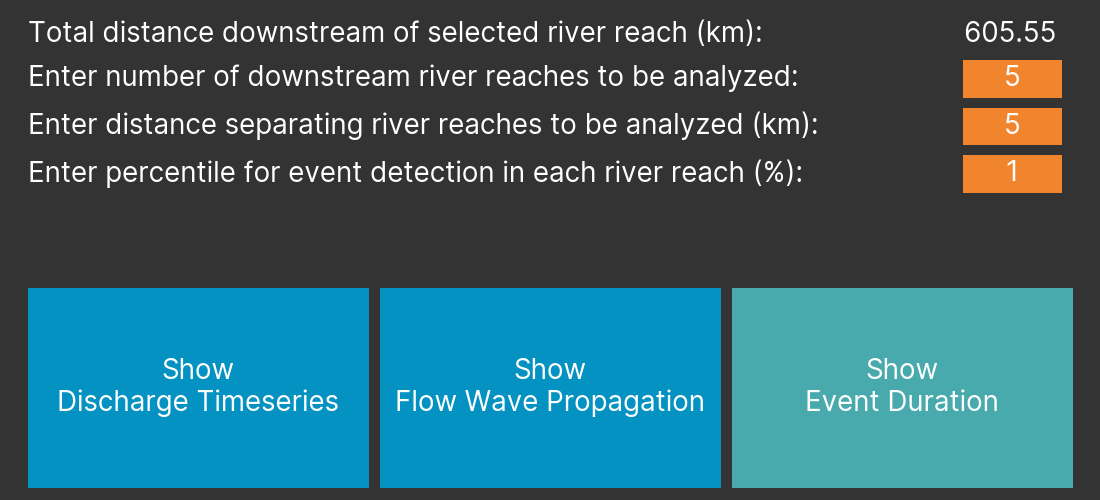 Total distance downstream of selected river reach (km): 605.55
Enter number of downstream river reaches to be analyzed: 5
Enter distance separating river reaches to be analyzed (km): 5
Enter percentile for event detection in each river reach (%): 1
Show
Discharge Timeseries
Show
Flow Wave Propagation
Show
Event Duration